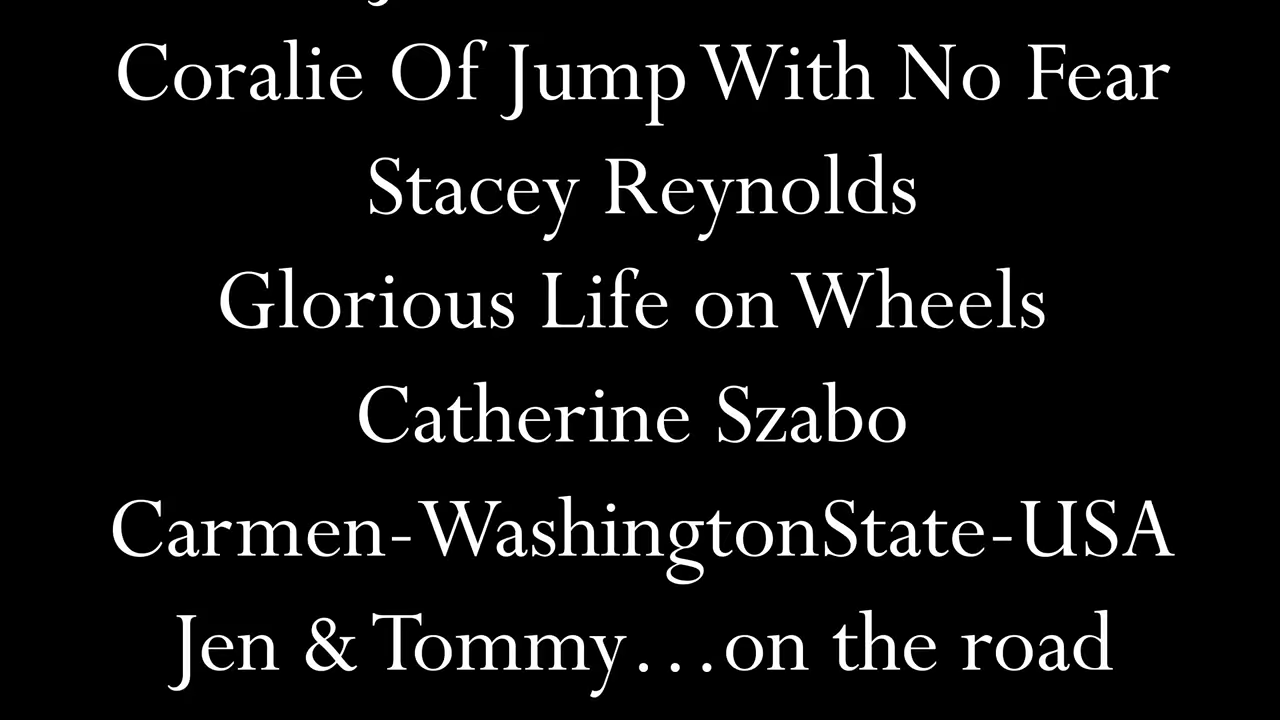 Coralie Of Jump With No Fear
Stacey Reynolds
Glorious Life on Wheels
Catherine Szabo
Carmen-WashingtonState-USA
Jen & Tommy…on the road